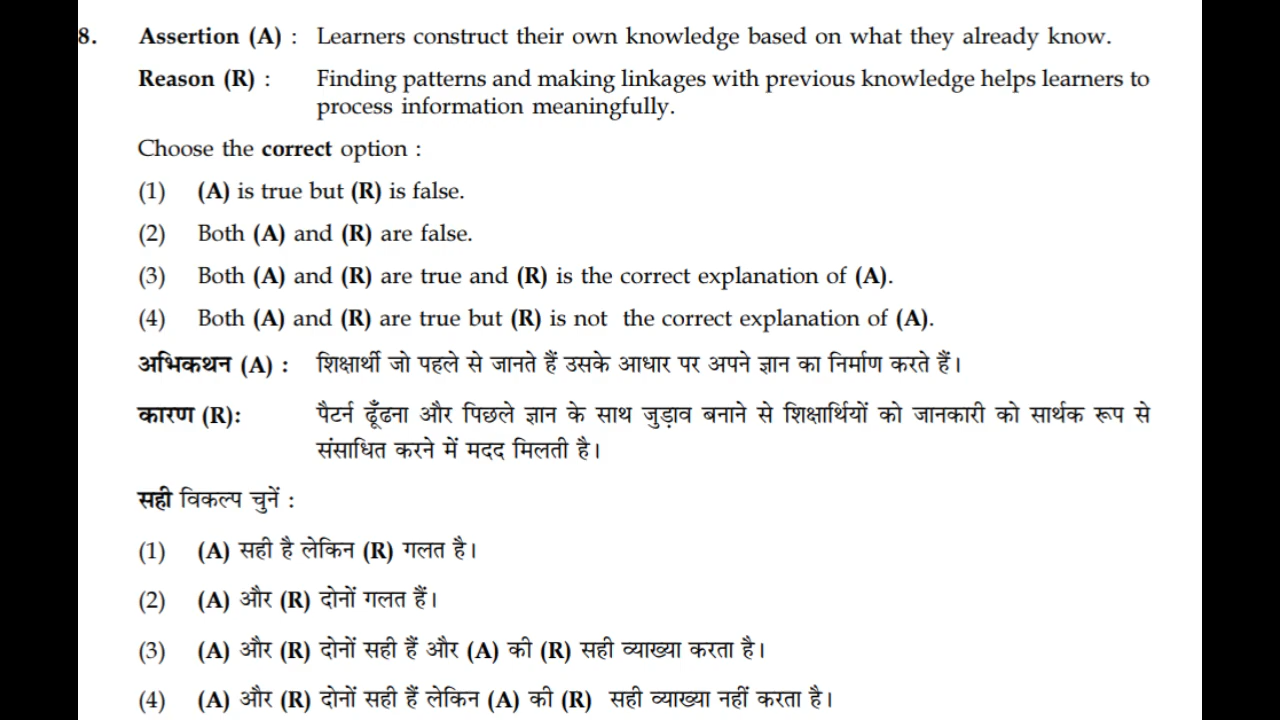 8. Assertion (A) : Learners construct their own knowledge based on what they already know.
Reason (R) : Finding patterns and making linkages with previous knowledge helps learners to
process information meaningfully.
Choose the correct option :
(1) (A) is true but (R) is false.
(2) Both (A) and (R) are false.
(3) Both (A) and (R) are true and (R) is the correct explanation of (A).
(4) Both (A) and (R) are true but (R) is not the correct explanation of (A).
अभिकथन (A) : शिक्षार्थी जो पहले से जानते हैं उसके आधार पर अपने ज्ञान का निर्माण करते हैं।
कारण (R): पैटर्न ढूँढना और पिछले ज्ञान के साथ जुड़ाव बनाने से शिक्षार्थियों को जानकारी को सार्थक रूप से
संसाधित करने में मदद मिलती है।
सही विकल्प चुनें :
(1) (A) सही है लेकिन (R) गलत है।
(2) (A) और (R) दोनों गलत हैं।
(3) (A) और (R) दोनों सही हैं और (A) की (R) सही व्याख्या करता है।
(4) (A) और (R) दोनों सही हैं लेकिन (A) की (R) सही व्याख्या नहीं करता है।